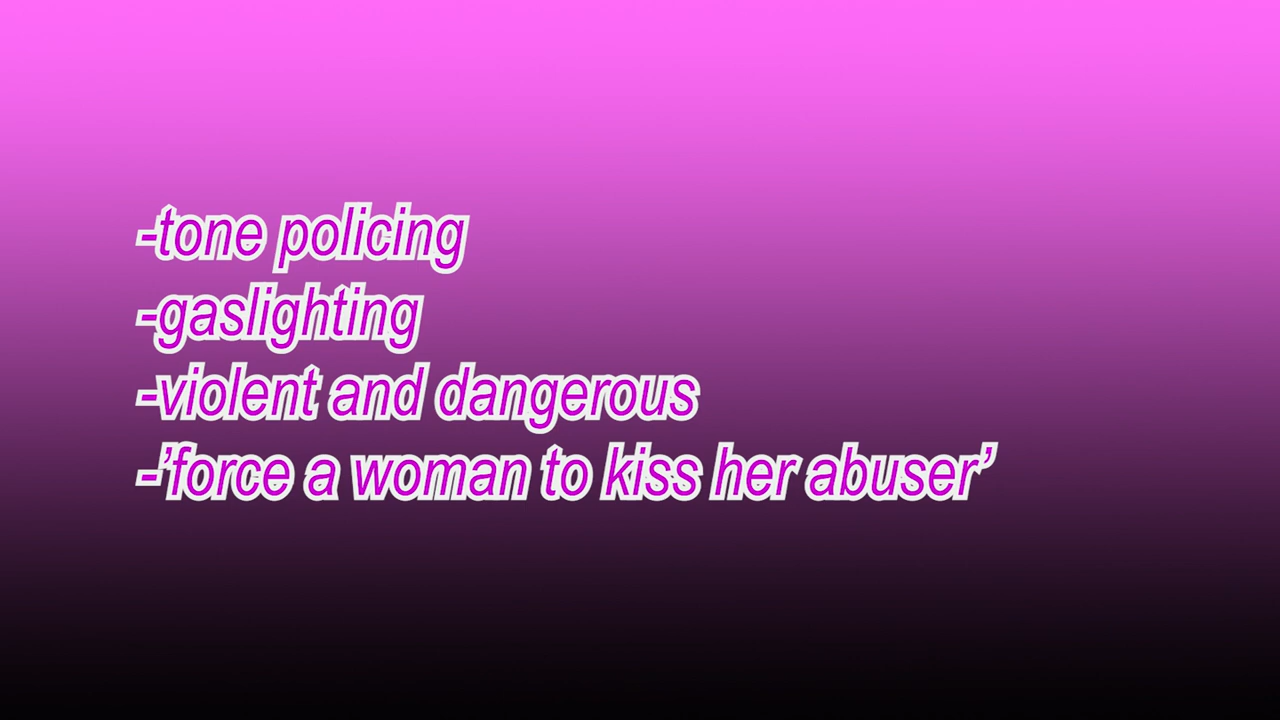 -tone policing
-gaslighting
-violent and dangerous
-’force a woman to kiss her abuser’